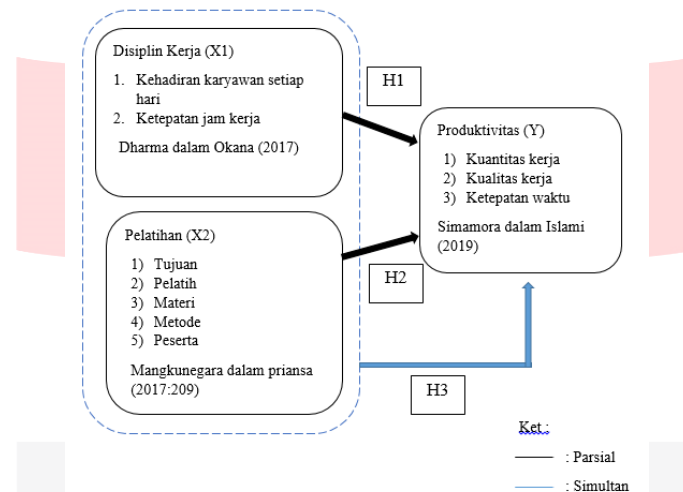 Disiplin Kerja (X1)
1. Kehadiran karyawan setiap
hari
2. Ketepatan jam kerja
Dharma dalam Okana (2017)
H1
Produktivitas (Y)
1) Kuantitas kerja
2) Kualitas kerja
3) Ketepatan waktu
Simamora dalam Islami
(2019)
Pelatihan (X2)
1) Tujuan
2) Pelatih
3) Materi
4) Metode
5) Peserta
Mangkunegara dalam priansa
(2017:209)
H2
H3
Ket :
: Parsial
: Simultan